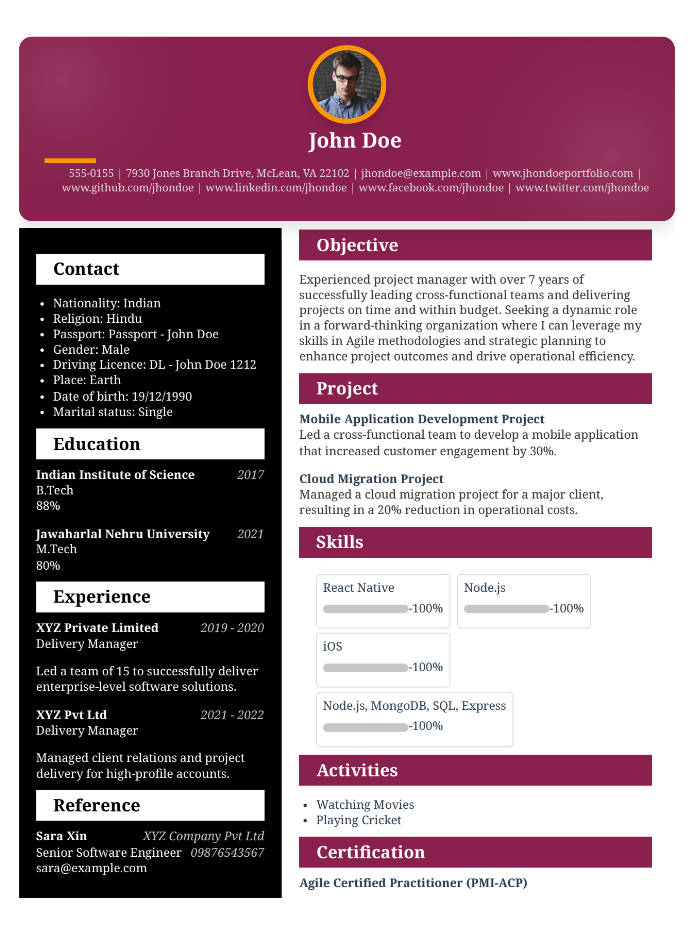 John Doe
555-0155 | 7930 Jones Branch Drive, McLean, VA 22102 | jhondoe@example.com | www.jhondoeportfolio.com |
www.github.com/jhondoe | www.linkedin.com/jhondoe | www.facebook.com/jhondoe | www.twitter.com/jhondoe
Contact
• Nationality: Indian
• Religion: Hindu
• Passport: Passport - John Doe
• Gender: Male
• Driving Licence: DL - John Doe 1212
• Place: Earth
• Date of birth: 19/12/1990
• Marital status: Single
Education
Indian Institute of Science 2017
B.Tech
88%
Jawaharlal Nehru University 2021
M.Tech
80%
Experience
XYZ Private Limited 2019 - 2020
Delivery Manager
Led a team of 15 to successfully deliver
enterprise-level software solutions.
XYZ Pvt Ltd 2021 - 2022
Delivery Manager
Managed client relations and project
delivery for high-profile accounts.
Reference
Sara Xin XYZ Company Pvt Ltd
Senior Software Engineer 09876543567
sara@example.com
Objective
Experienced project manager with over 7 years of
successfully leading cross-functional teams and delivering
projects on time and within budget. Seeking a dynamic role
in a forward-thinking organization where I can leverage my
skills in Agile methodologies and strategic planning to
enhance project outcomes and drive operational efficiency.
Project
Mobile Application Development Project
Led a cross-functional team to develop a mobile application
that increased customer engagement by 30%.
Cloud Migration Project
Managed a cloud migration project for a major client,
resulting in a 20% reduction in operational costs.
Skills
React Native Node.js
-100% -100%
iOS
-100%
Node.js, MongoDB, SQL, Express
-100%
Activities
• Watching Movies
• Playing Cricket
Certification
Agile Certified Practitioner (PMI-ACP)